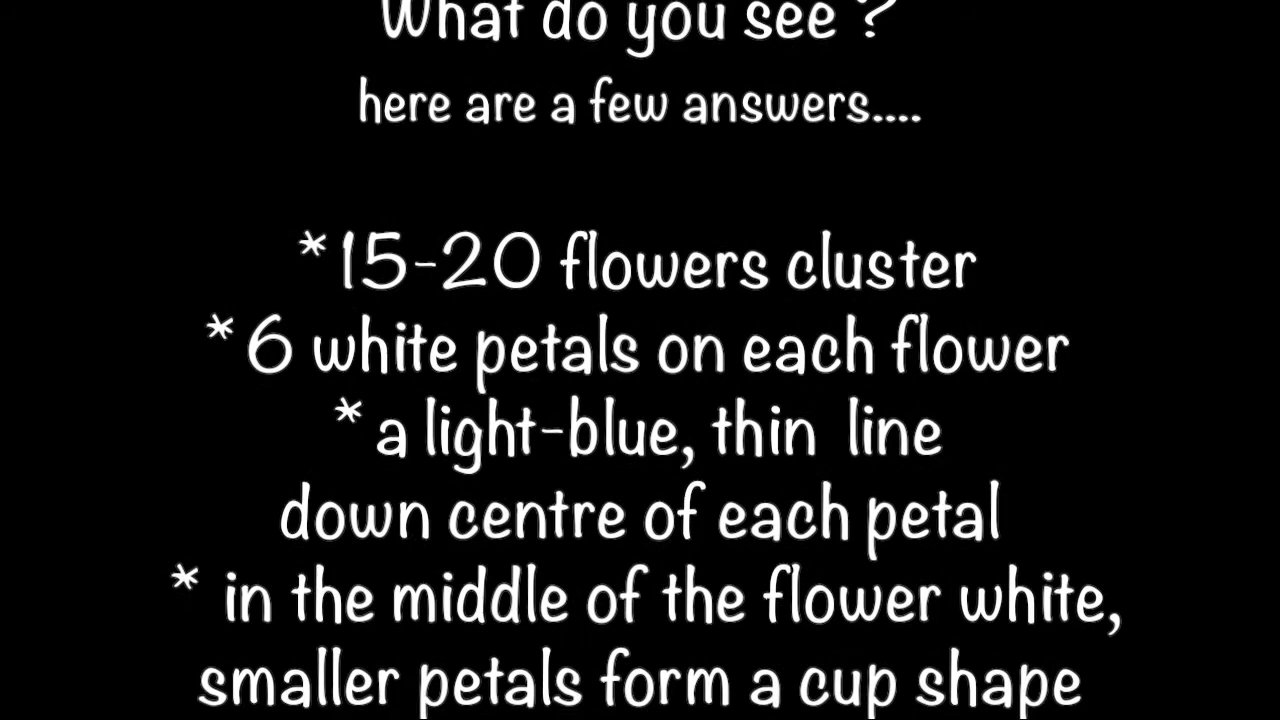 What do you see ?
here are a few answers....
*15-20 flowers cluster
*6 white petals on each flower
*a light-blue, thin line
down centre of each petal
* in the middle of the flower white,
smaller petals form a cup shape